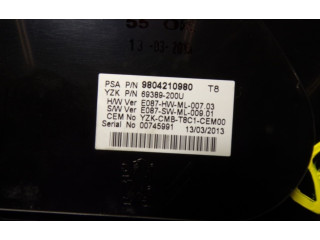 PSA P/N 9804210980 T8
YZK P/N 69389-200U
H/W Ver E087-HW-ML-007.03
S/W Ver E087-SW-ML-009.01
CEM No YZK-CMB-T8C1-CEM00
Serial No 00745991 13/03/2013